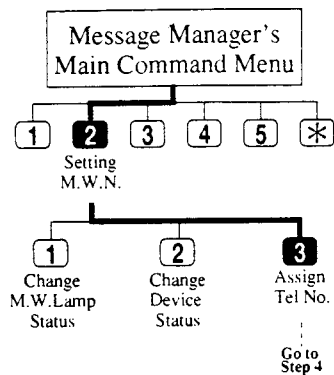 Message Manager's
Main Command Menu
1 2 3 4 5 *
Setting
M.W.N.
1 2 3
Change Change Assign
M.W.Lamp Device Tel No.
Status Status
Go to
Step 4